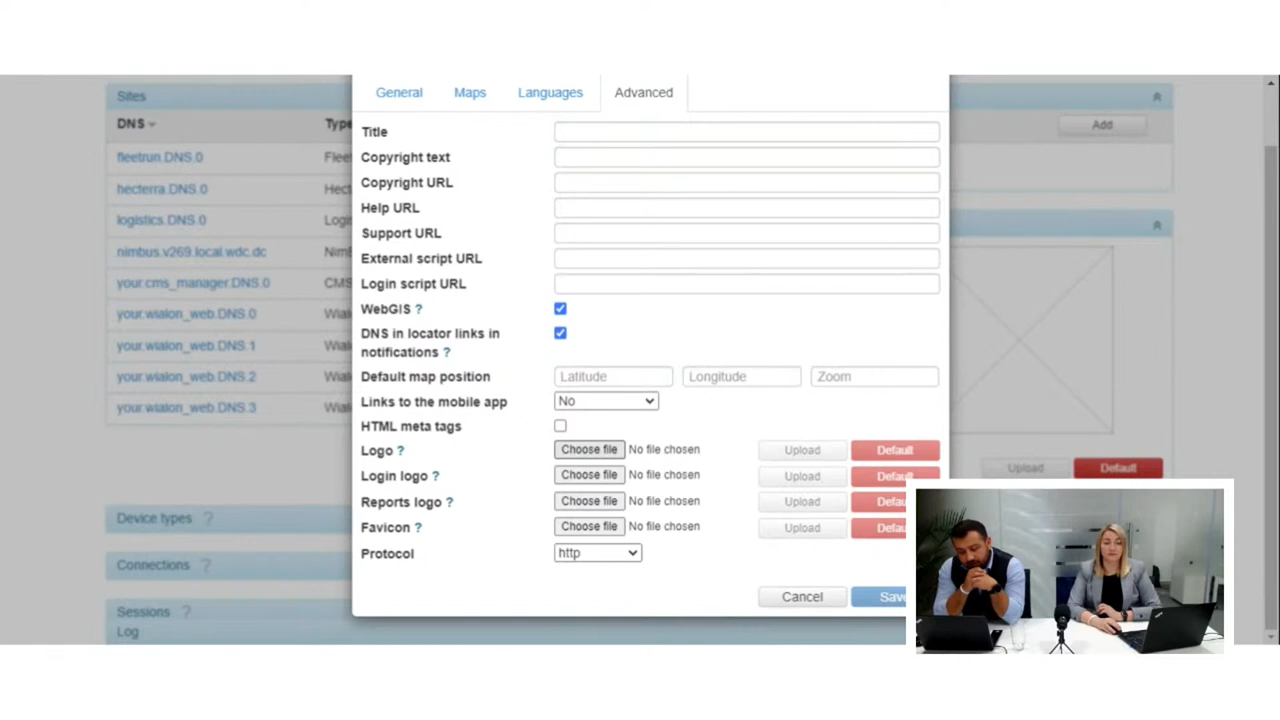 General Maps Languages Advanced
Sites
DNS Type
Add
fleetrun.DNS.0
hecterra.DNS.0
logistics.DNS.0
nimbus.v269.local.wdc.dc
your.cms_manager.DNS.0 CMS
your.wialon_web.DNS.0
your.wialon_web.DNS.1
your.wialon_web.DNS.2
your.wialon_web.DNS.3
Device types ?
Connections ?
Sessions ?
Log
Title
Copyright text
Copyright URL
Help URL
Support URL
External script URL
Login script URL
WebGIS ?
DNS in locator links in
notifications ?
Default map position Latitude Longitude Zoom
Links to the mobile app No
HTML meta tags
Logo ? Choose file No file chosen Upload Default
Login logo ? Choose file No file chosen Upload
Reports logo ? Choose file No file chosen Upload
Favicon ? Choose file No file chosen Upload
Protocol http
Cancel Save
Upload Default